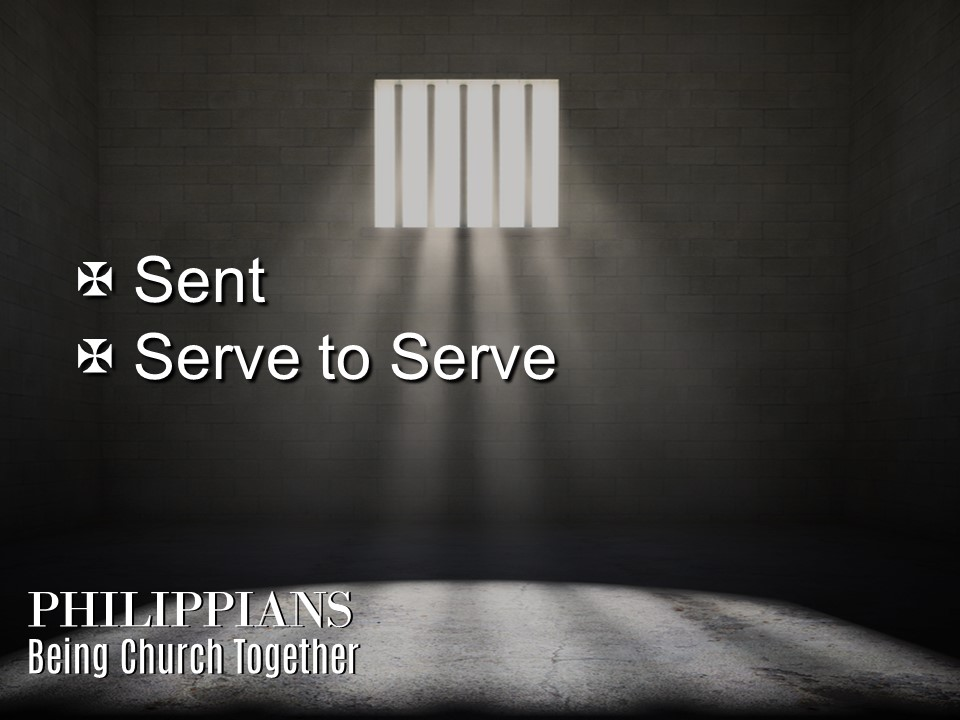 ✠ Sent
✠ Serve to Serve
PHILIPPIANS
Being Church Together